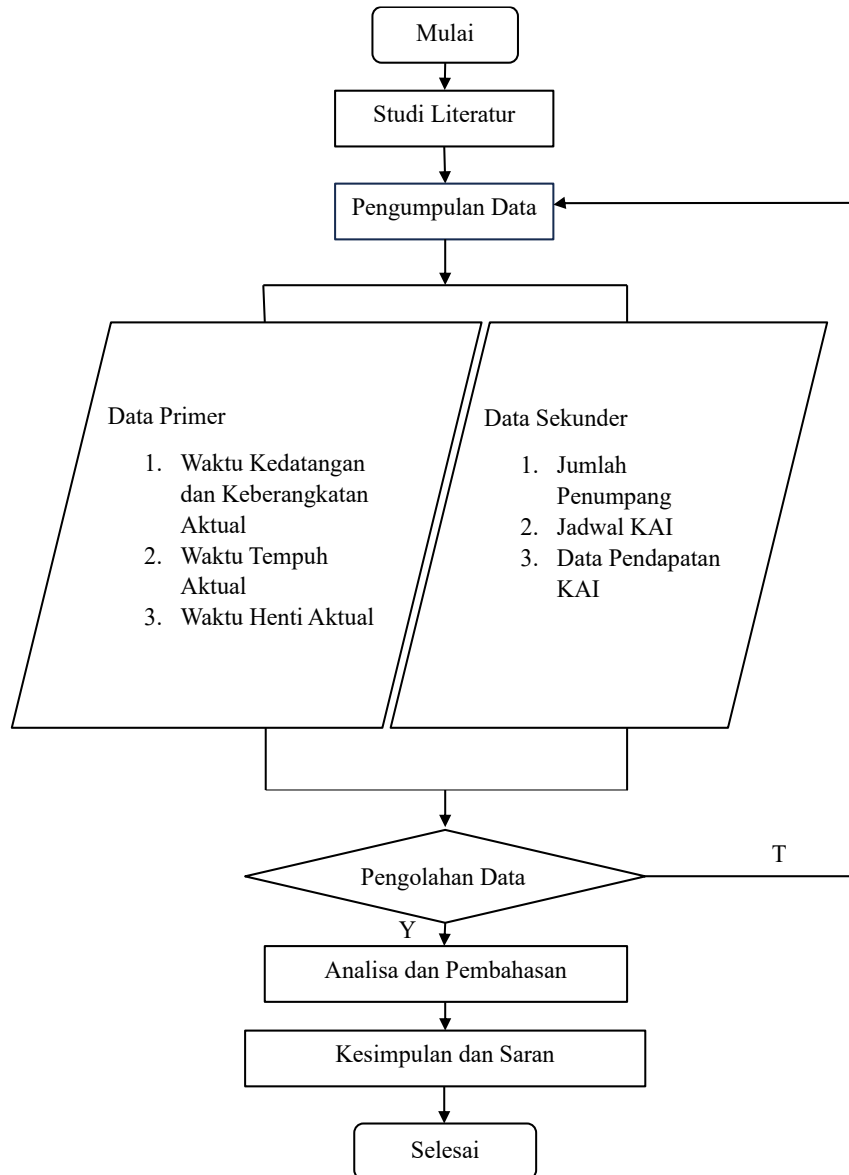 Mulai
Studi Literatur
Pengumpulan Data
Data Primer
1. Waktu Kedatangan
dan Keberangkatan
Aktual
2. Waktu Tempuh
Aktual
3. Waktu Henti Aktual
Data Sekunder
1. Jumlah
Penumpang
2. Jadwal KAI
3. Data Pendapatan
KAI
Pengolahan Data
T
Y
Analisa dan Pembahasan
Kesimpulan dan Saran
Selesai